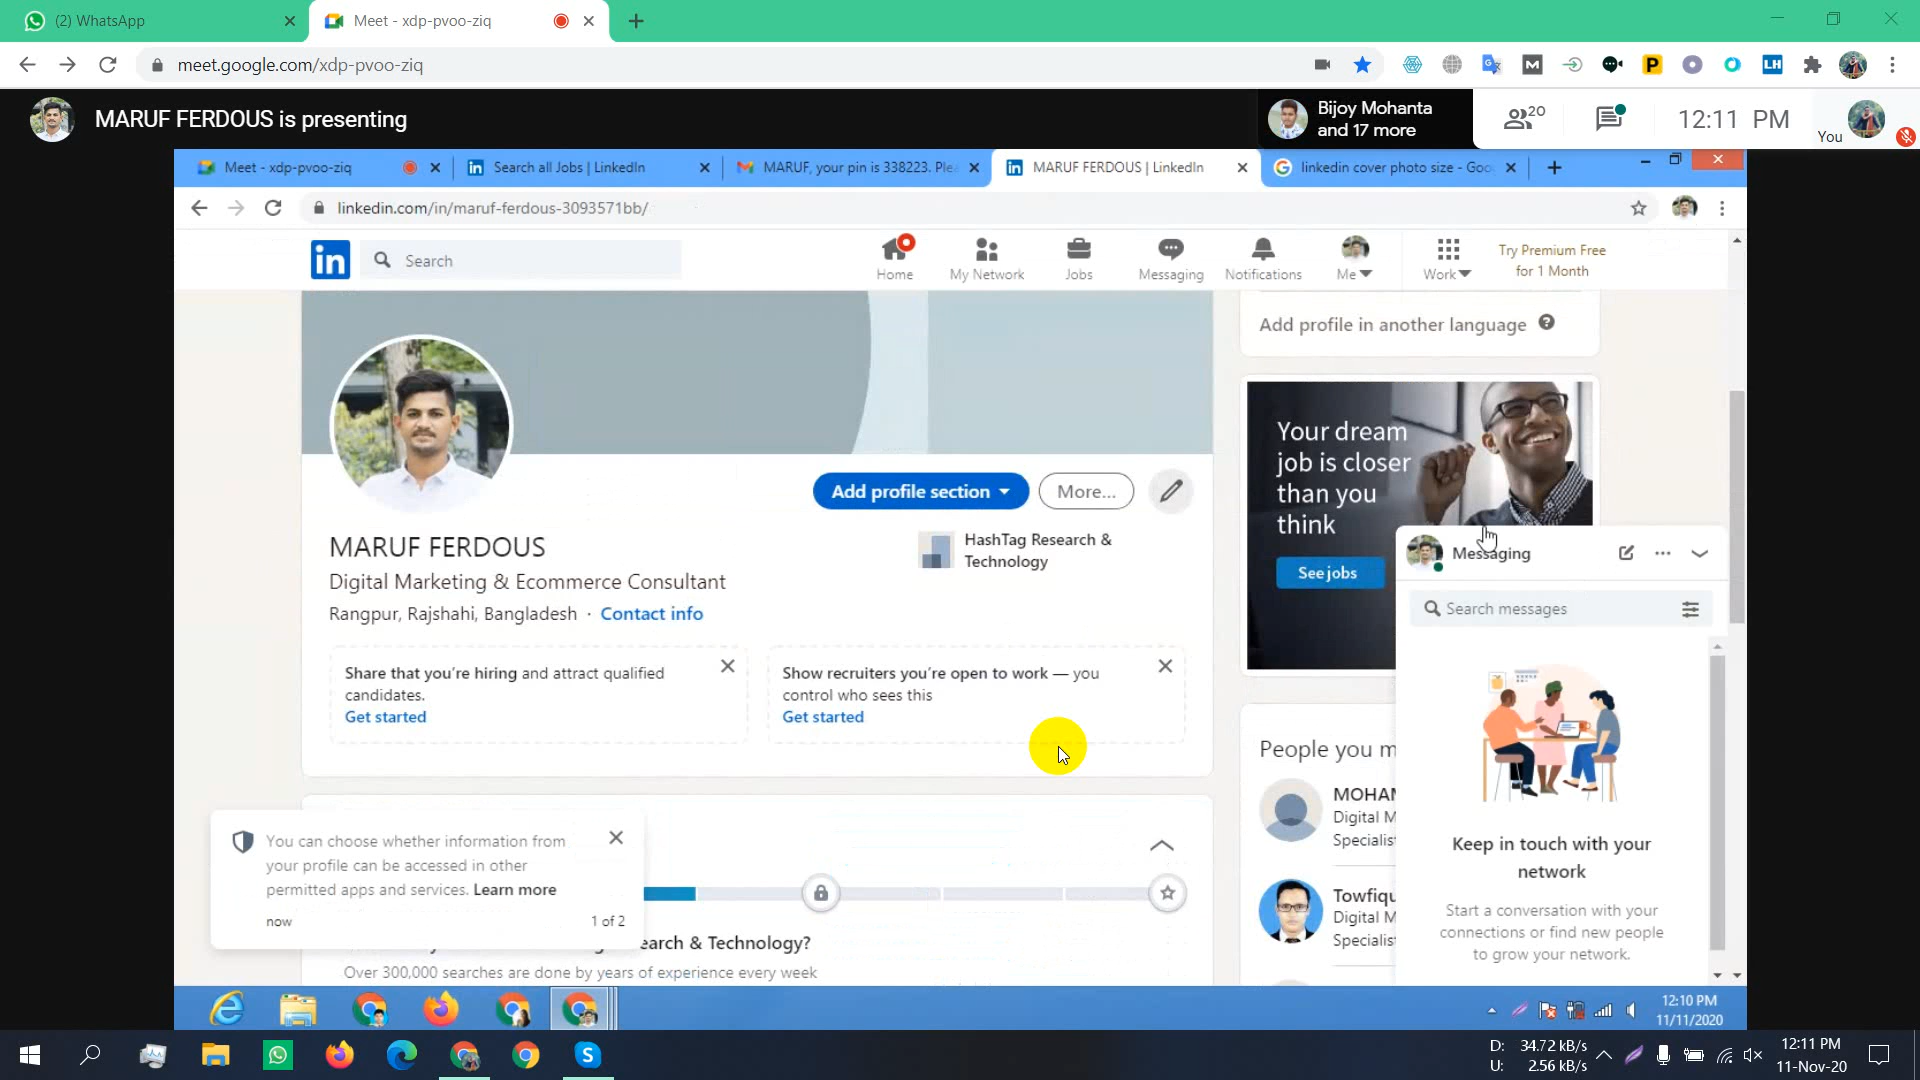 (2) WhatsApp
Meet - xdp-pvoo-ziq
meet.google.com/xdp-pvoo-ziq
MARUF FERDOUS is presenting
Bijoy Mohanta
and 17 more
20
12:11 PM
You
Meet - xdp-pvoo-ziq
Search all Jobs | LinkedIn
MARUF, your pin is 338223. Plea
MARUF FERDOUS | LinkedIn
linkedin cover photo size - Goo
linkedin.com/in/maruf-ferdous-3093571bb/
in
Search
Home
My Network
Jobs
Messaging
Notifications
Me
Work
Try Premium Free
for 1 Month
Add profile in another language
Your dream
job is closer
than you
think
See jobs
Add profile section
More...
MARUF FERDOUS
Digital Marketing & Ecommerce Consultant
Rangpur, Rajshahi, Bangladesh · Contact info
HashTag Research &
Technology
Share that you're hiring and attract qualified
candidates.
Get started
Show recruiters you're open to work — you
control who sees this
Get started
Messaging
Search messages
Keep in touch with your
network
Start a conversation with your
connections or find new people
to grow your network.
People you m
MOHAM
Digital M
Specialist
Towfiqu
Digital M
Specialist
You can choose whether information from
your profile can be accessed in other
permitted apps and services. Learn more
now
1 of 2
earch & Technology?
Over 300,000 searches are done by years of experience every week
12:10 PM
11/11/2020
D: 34.72 kB/s
U: 2.56 kB/s
12:11 PM
11-Nov-20